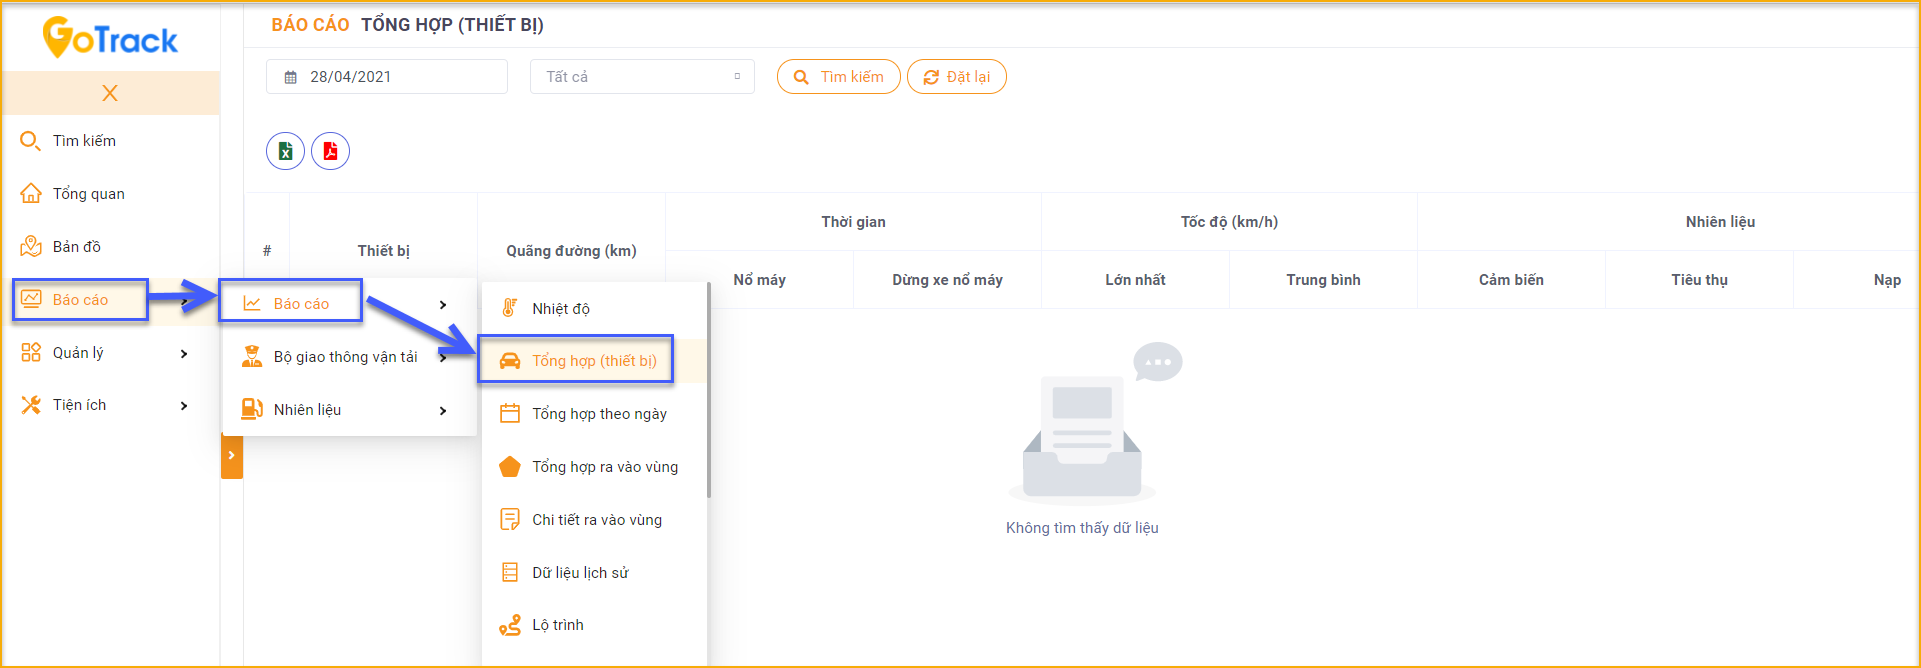 GoTrack
X
Tìm kiếm
Tổng quan
Bản đồ
Báo cáo
Quản lý
Tiện ích
BÁO CÁO TỔNG HỢP (THIẾT BỊ)
28/04/2021
Tất cả
Tìm kiếm
Đặt lại
#
Thiết bị
Quãng đường (km)
Thời gian
Tốc độ (km/h)
Nhiên liệu
Nổ máy
Dừng xe nổ máy
Lớn nhất
Trung bình
Cảm biến
Tiêu thụ
Nạp
Báo cáo
Bộ giao thông vận tải
Nhiên liệu
Nhiệt độ
Tổng hợp (thiết bị)
Tổng hợp theo ngày
Tổng hợp ra vào vùng
Chi tiết ra vào vùng
Dữ liệu lịch sử
Lộ trình
Không tìm thấy dữ liệu